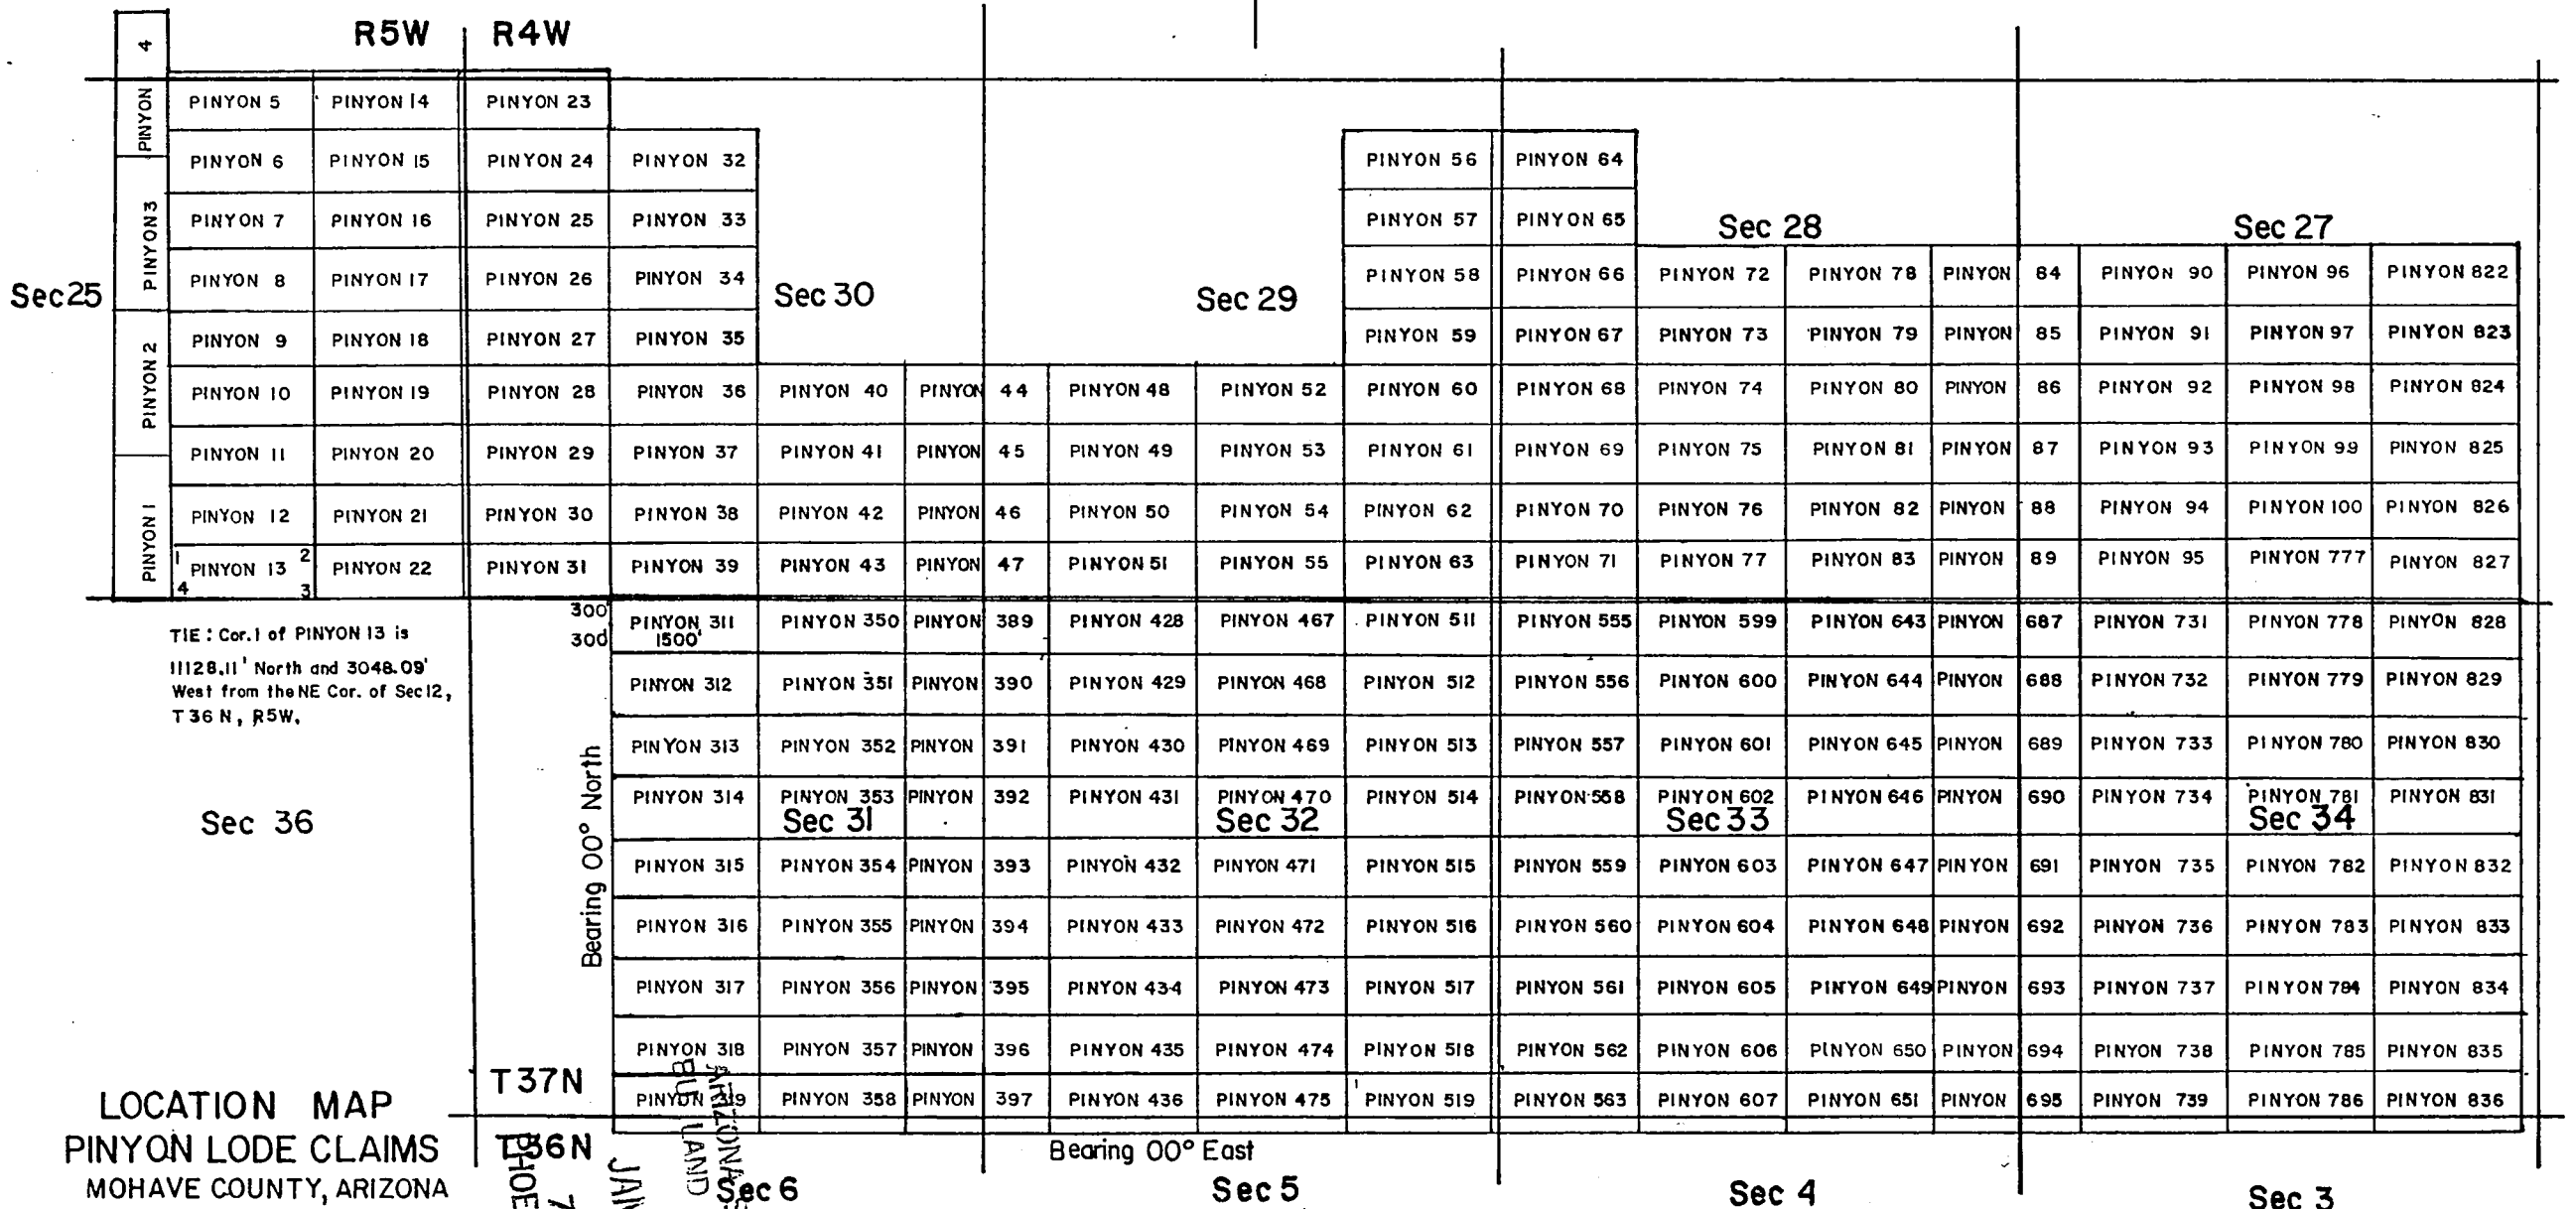 R5W R4W
4
PINYON
PINYON 5 PINYON 14 PINYON 23
PINYON 6 PINYON 15 PINYON 24 PINYON 32 PINYON 56 PINYON 64
PINYON 7 PINYON 16 PINYON 25 PINYON 33 PINYON 57 PINYON 65 Sec 28 Sec 27
PINYON 3
PINYON 8 PINYON 17 PINYON 26 PINYON 34 PINYON 58 PINYON 66 PINYON 72 PINYON 78 PINYON 84 PINYON 90 PINYON 96 PINYON 822
Sec 25 Sec 30 Sec 29
PINYON 9 PINYON 18 PINYON 27 PINYON 35 PINYON 59 PINYON 67 PINYON 73 PINYON 79 PINYON 85 PINYON 91 PINYON 97 PINYON 823
PINYON 2
PINYON 10 PINYON 19 PINYON 28 PINYON 36 PINYON 40 PINYON 44 PINYON 48 PINYON 52 PINYON 60 PINYON 68 PINYON 74 PINYON 80 PINYON 86 PINYON 92 PINYON 98 PINYON 824
PINYON 11 PINYON 20 PINYON 29 PINYON 37 PINYON 41 PINYON 45 PINYON 49 PINYON 53 PINYON 61 PINYON 69 PINYON 75 PINYON 81 PINYON 87 PINYON 93 PINYON 99 PINYON 825
PINYON 12 PINYON 21 PINYON 30 PINYON 38 PINYON 42 PINYON 46 PINYON 50 PINYON 54 PINYON 62 PINYON 70 PINYON 76 PINYON 82 PINYON 88 PINYON 94 PINYON 100 PINYON 826
PINYON 1
1 2
PINYON 13 PINYON 22 PINYON 31 PINYON 39 PINYON 43 PINYON 47 PINYON 51 PINYON 55 PINYON 63 PINYON 71 PINYON 77 PINYON 83 PINYON 89 PINYON 95 PINYON 777 PINYON 827
4 3
300'
PINYON 311 PINYON 350 PINYON 389 PINYON 428 PINYON 467 PINYON 511 PINYON 555 PINYON 599 PINYON 643 PINYON 687 PINYON 731 PINYON 778 PINYON 828
300' 1500'
TIE: Cor. 1 of PINYON 13 is
11128.11' North and 3048.09'
West from the NE Cor. of Sec 12,
T 36 N, R5W.
PINYON 312 PINYON 351 PINYON 390 PINYON 429 PINYON 468 PINYON 512 PINYON 556 PINYON 600 PINYON 644 PINYON 688 PINYON 732 PINYON 779 PINYON 829
PINYON 313 PINYON 352 PINYON 391 PINYON 430 PINYON 469 PINYON 513 PINYON 557 PINYON 601 PINYON 645 PINYON 689 PINYON 733 PINYON 780 PINYON 830
PINYON 314 PINYON 353 PINYON 392 PINYON 431 PINYON 470 PINYON 514 PINYON 558 PINYON 602 PINYON 646 PINYON 690 PINYON 734 PINYON 781 PINYON 831
Sec 36 Sec 31 Sec 32 Sec 33 Sec 34
Bearing 00° North
PINYON 315 PINYON 354 PINYON 393 PINYON 432 PINYON 471 PINYON 515 PINYON 559 PINYON 603 PINYON 647 PINYON 691 PINYON 735 PINYON 782 PINYON 832
PINYON 316 PINYON 355 PINYON 394 PINYON 433 PINYON 472 PINYON 516 PINYON 560 PINYON 604 PINYON 648 PINYON 692 PINYON 736 PINYON 783 PINYON 833
PINYON 317 PINYON 356 PINYON 395 PINYON 434 PINYON 473 PINYON 517 PINYON 561 PINYON 605 PINYON 649 PINYON 693 PINYON 737 PINYON 784 PINYON 834
PINYON 318 PINYON 357 PINYON 396 PINYON 435 PINYON 474 PINYON 518 PINYON 562 PINYON 606 PINYON 650 PINYON 694 PINYON 738 PINYON 785 PINYON 835
T37N
PINYON 319 PINYON 358 PINYON 397 PINYON 436 PINYON 475 PINYON 519 PINYON 563 PINYON 607 PINYON 651 PINYON 695 PINYON 739 PINYON 786 PINYON 836
T36N
Bearing 00° East
Sec 6 Sec 5 Sec 4 Sec 3
LOCATION MAP
PINYON LODE CLAIMS
MOHAVE COUNTY, ARIZONA
ARIZONA
LAND
JAN
7